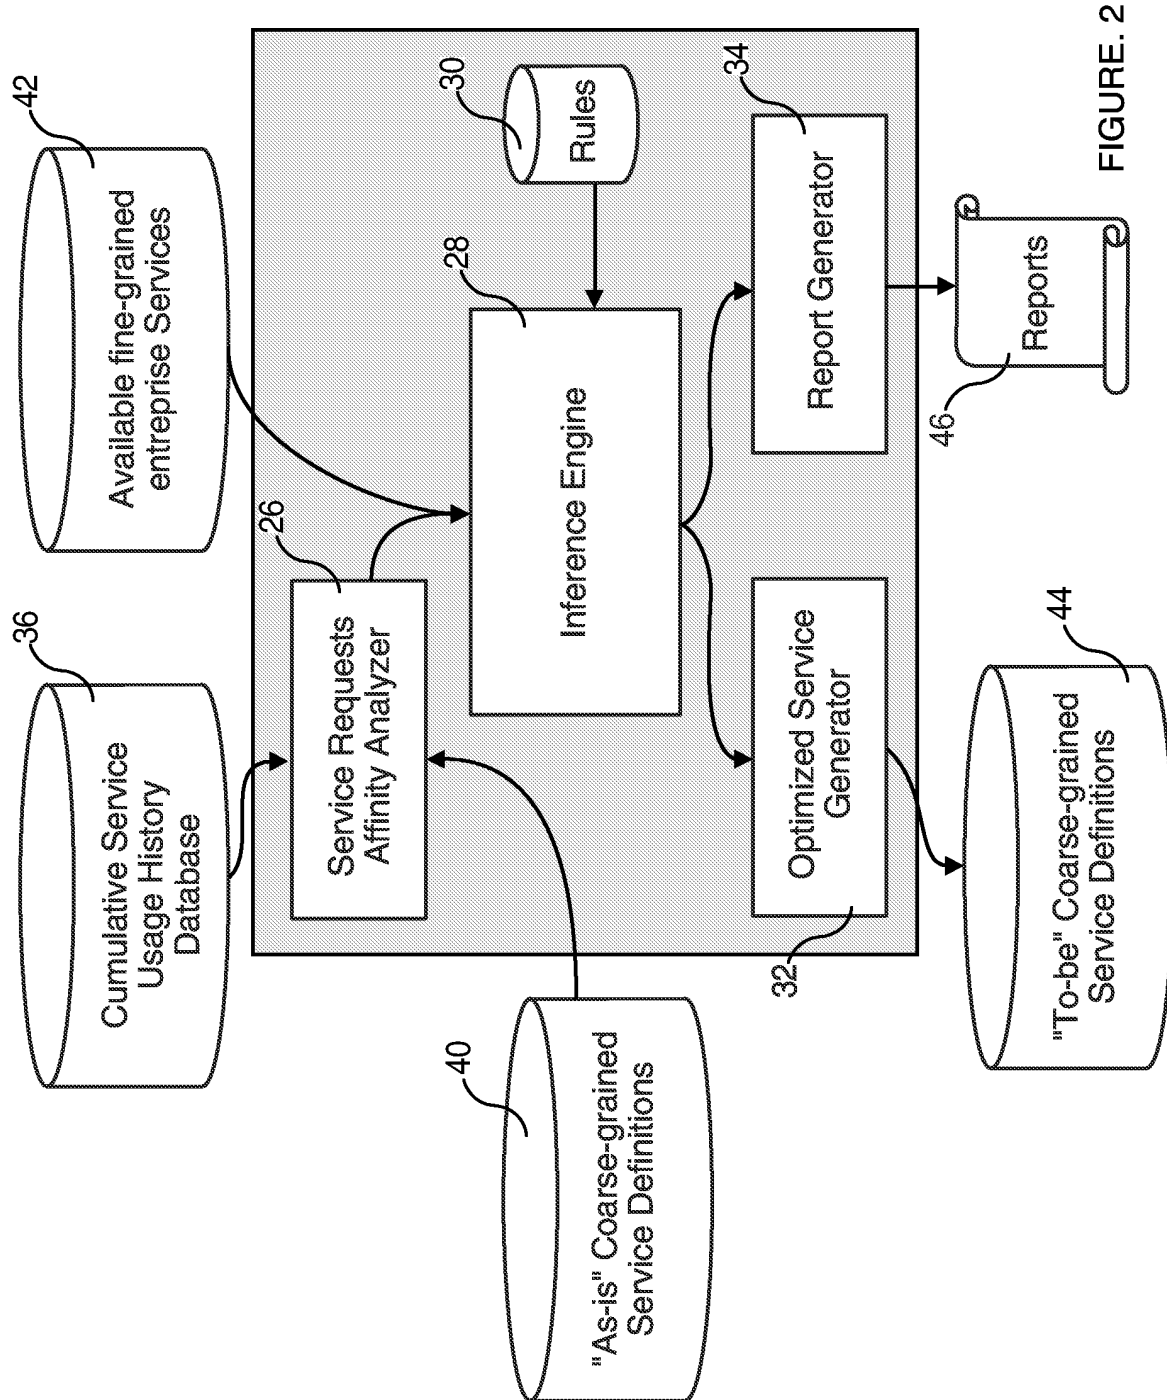 36
Cumulative Service
Usage History
Database
42
Available fine-grained
entreprise Services
26
Service Requests
Affinity Analyzer
40
"As-is" Coarse-grained
Service Definitions
28
Inference Engine
30
Rules
32
Optimized Service
Generator
34
Report Generator
44
"To-be" Coarse-grained
Service Definitions
46
Reports
FIGURE. 2